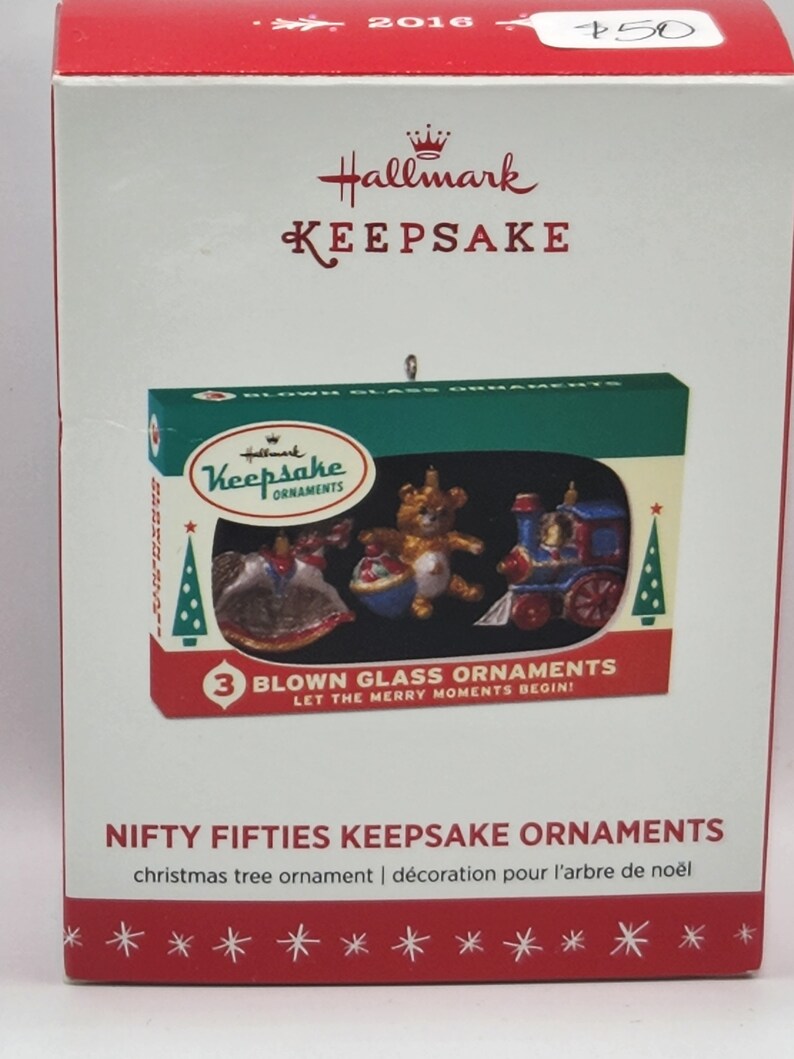 2016
$50
Hallmark
KEEPSAKE
3 BLOWN GLASS ORNAMENTS
Hallmark
Keepsake
ORNAMENTS
3 BLOWN GLASS ORNAMENTS
LET THE MERRY MOMENTS BEGIN!
NIFTY FIFTIES KEEPSAKE ORNAMENTS
christmas tree ornament | décoration pour l'arbre de noël